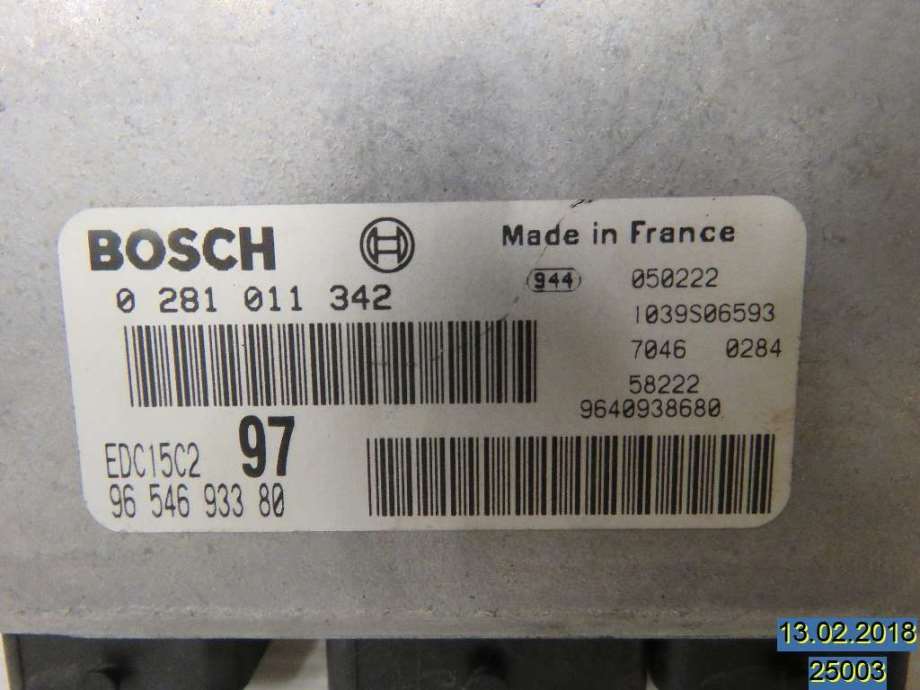 BOSCH
Made in France
944 050222
0 281 011 342
1039S06593
7046 0284
58222
9640938680
EDC15C2 97
96 546 933 80
13.02.2018
25003